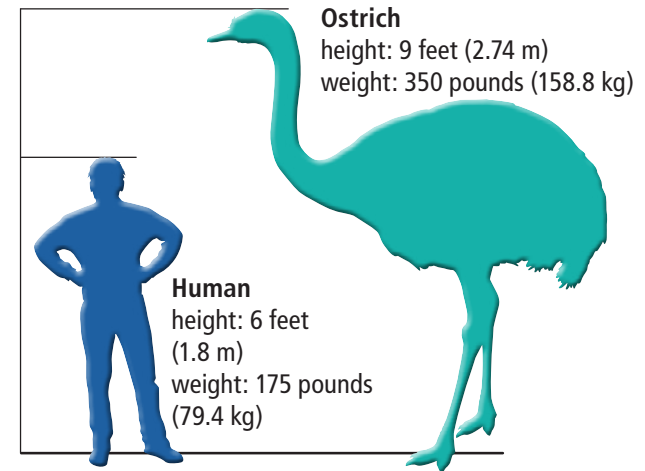 Ostrich
height: 9 feet (2.74 m)
weight: 350 pounds (158.8 kg)
Human
height: 6 feet
(1.8 m)
weight: 175 pounds
(79.4 kg)